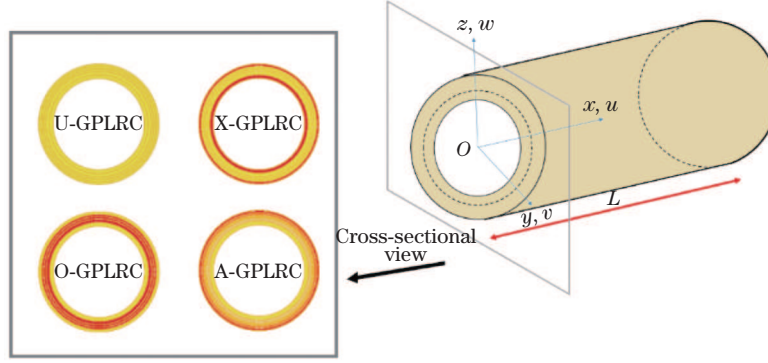 U-GPLRC
X-GPLRC
O-GPLRC
A-GPLRC
z, w
x, u
O
y, v
L
Cross-sectional
view